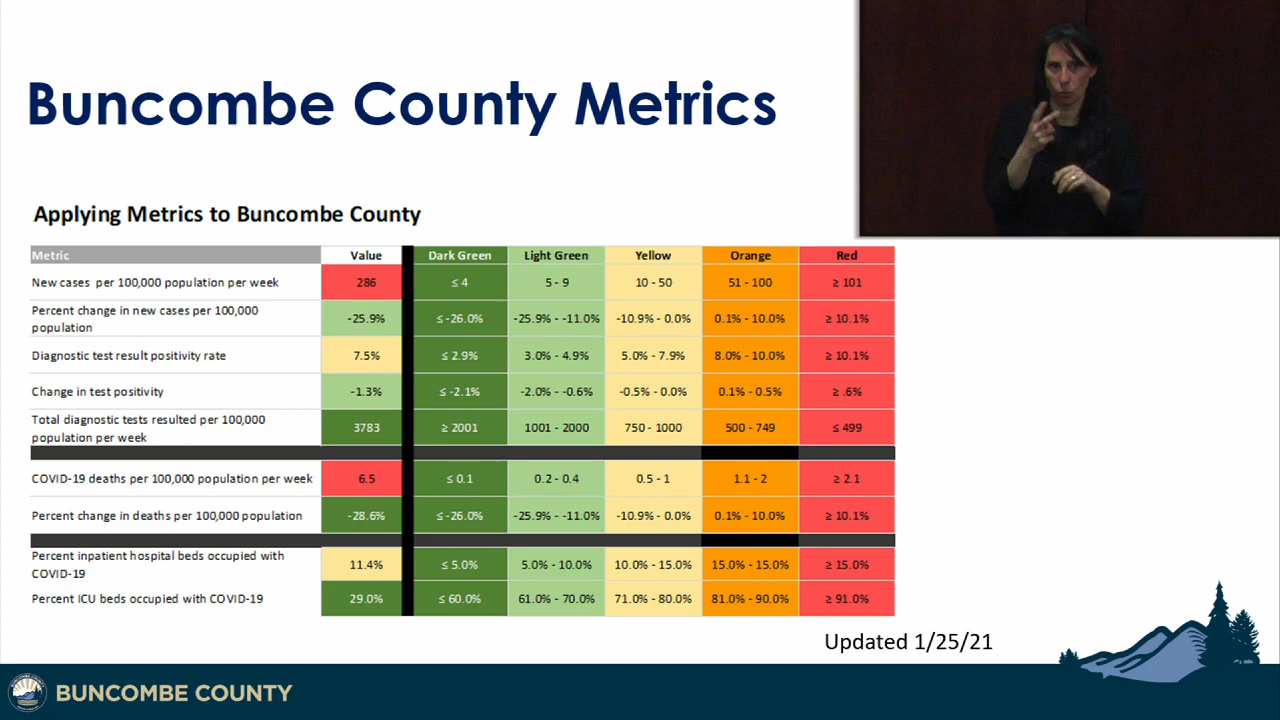 Buncombe County Metrics
Applying Metrics to Buncombe County
Metric Value Dark Green Light Green Yellow Orange Red
New cases per 100,000 population per week 286 ≤ 4 5 - 9 10 - 50 51 - 100 ≥ 101
Percent change in new cases per 100,000
population -25.9% ≤ -26.0% -25.9% - -11.0% -10.9% - 0.0% 0.1% - 10.0% ≥ 10.1%
Diagnostic test result positivity rate 7.5% ≤ 2.9% 3.0% - 4.9% 5.0% - 7.9% 8.0% - 10.0% ≥ 10.1%
Change in test positivity -1.3% ≤ -2.1% -2.0% - -0.6% -0.5% - 0.0% 0.1% - 0.5% ≥ .6%
Total diagnostic tests resulted per 100,000
population per week 3783 ≥ 2001 1001 - 2000 750 - 1000 500 - 749 ≤ 499
COVID-19 deaths per 100,000 population per week 6.5 ≤ 0.1 0.2 - 0.4 0.5 - 1 1.1 - 2 ≥ 2.1
Percent change in deaths per 100,000 population -28.6% ≤ -26.0% -25.9% - -11.0% -10.9% - 0.0% 0.1% - 10.0% ≥ 10.1%
Percent inpatient hospital beds occupied with
COVID-19 11.4% ≤ 5.0% 5.0% - 10.0% 10.0% - 15.0% 15.0% - 15.0% ≥ 15.0%
Percent ICU beds occupied with COVID-19 29.0% ≤ 60.0% 61.0% - 70.0% 71.0% - 80.0% 81.0% - 90.0% ≥ 91.0%
Updated 1/25/21
BUNCOMBE COUNTY